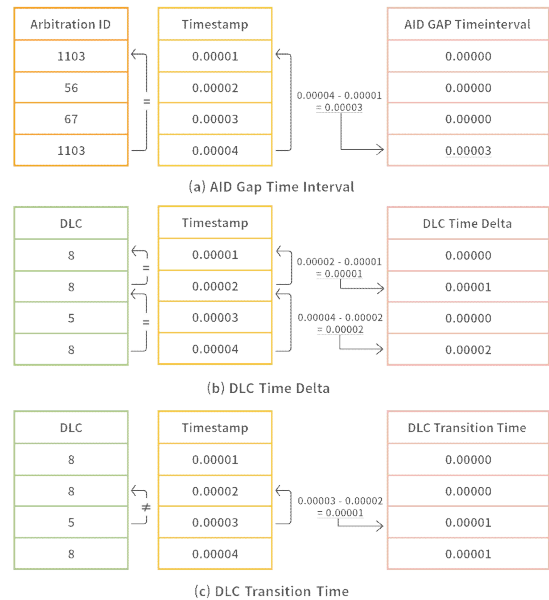 Arbitration ID Timestamp AID GAP Timeinterval
1103 0.00001 0.00000
56 0.00002 0.00000
67 0.00003 0.00000
1103 0.00004 0.00003
=
0.00004 - 0.00001
= 0.00003
(a) AID Gap Time Interval
DLC Timestamp DLC Time Delta
8 0.00001 0.00000
8 0.00002 0.00001
5 0.00003 0.00000
8 0.00004 0.00002
=
=
0.00002 - 0.00001
= 0.00001
0.00004 - 0.00002
= 0.00002
(b) DLC Time Delta
DLC Timestamp DLC Transition Time
8 0.00001 0.00000
8 0.00002 0.00000
5 0.00003 0.00001
8 0.00004 0.00001
≠
0.00003 - 0.00002
= 0.00001
(c) DLC Transition Time